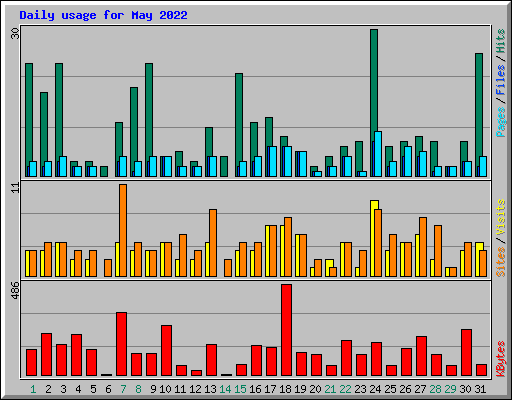 Daily usage for May 2022
30
Pages / Files / Hits
11
Sites / Visits
486
KBytes
1 2 3 4 5 6 7 8 9 10 11 12 13 14 15 16 17 18 19 20 21 22 23 24 25 26 27 28 29 30 31